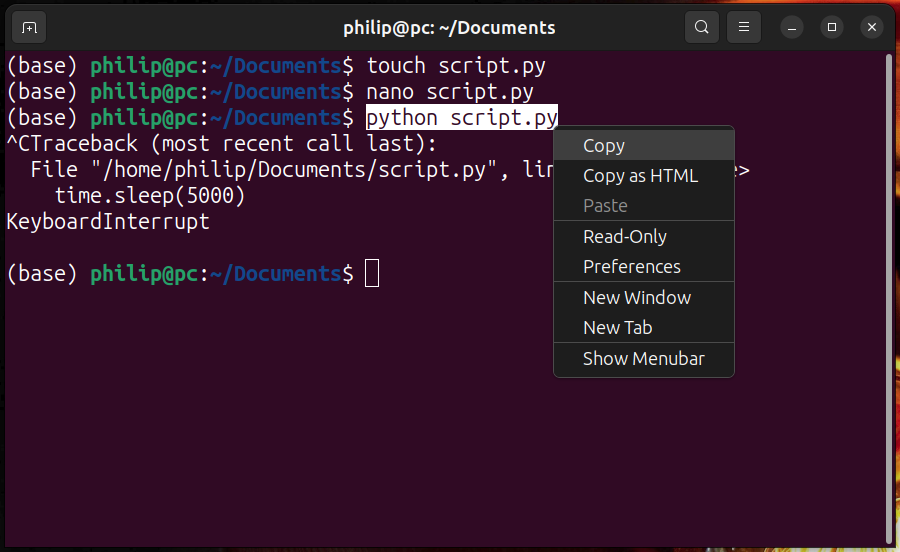 philip@pc: ~/Documents
(base) philip@pc:~/Documents$ touch script.py
(base) philip@pc:~/Documents$ nano script.py
(base) philip@pc:~/Documents$ python script.py
^CTraceback (most recent call last):
  File "/home/philip/Documents/script.py",
    time.sleep(5000)
KeyboardInterrupt
(base) philip@pc:~/Documents$
Copy
Copy as HTML
Paste
Read-Only
Preferences
New Window
New Tab
Show Menubar